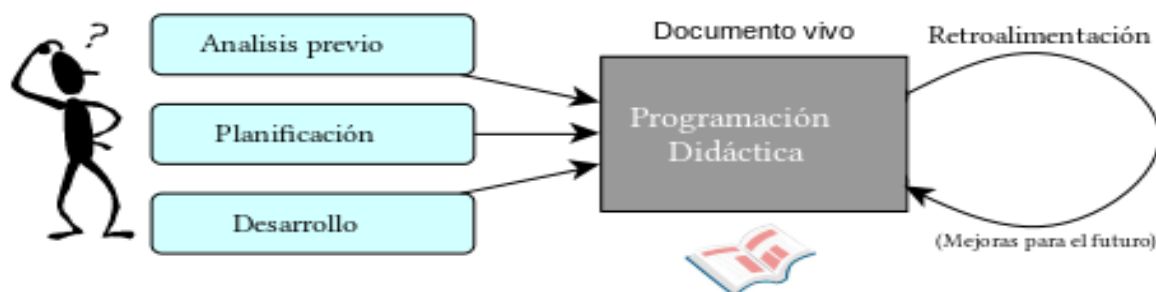 ?
Analisis previo
Planificación
Desarrollo
Documento vivo
Programación
Didáctica
Retroalimentación
(Mejoras para el futuro)